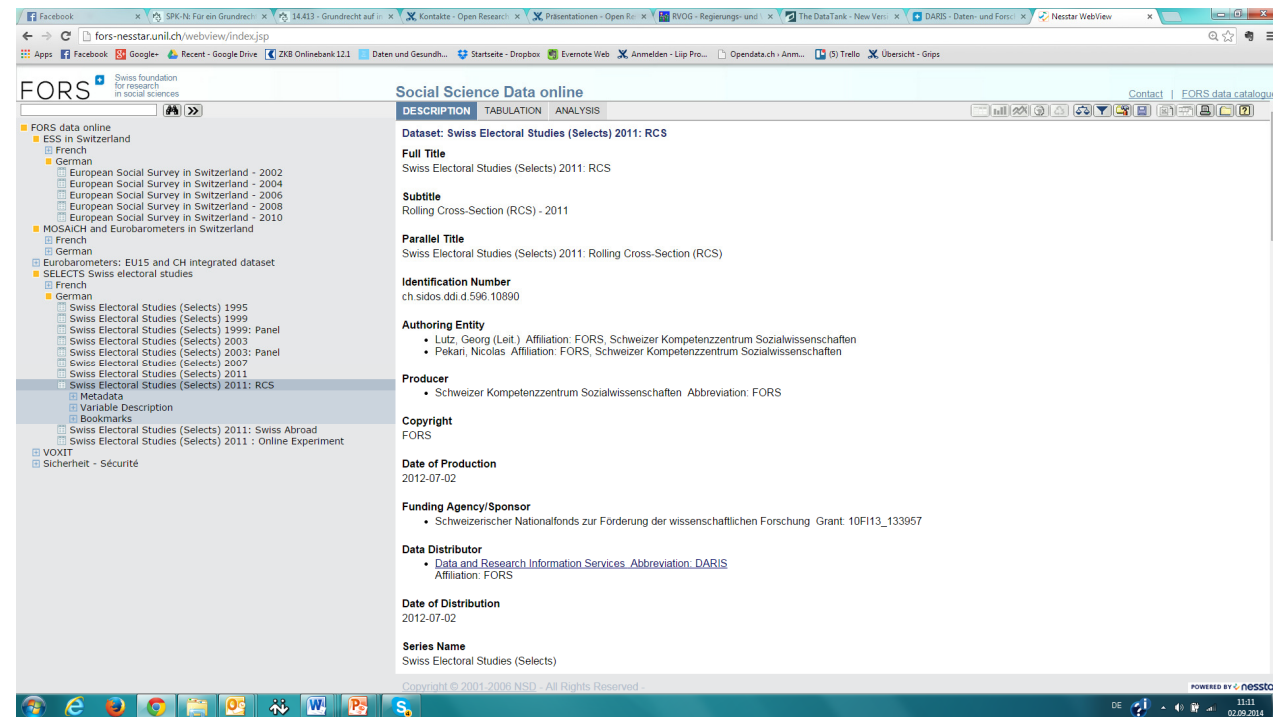 Facebook
SPK-N: Für ein Grundrech
14.413 - Grundrecht auf in
Kontakte - Open Research
Präsentationen - Open Re
RVOG - Regierungs- und
The DataTank - New Versi
DARIS - Daten- und Forsc
Nesstar WebView
fors-nesstar.unil.ch/webview/index.jsp
Apps Facebook Google+ Recent - Google Drive ZKB Onlinebank 12.1 Daten und Gesundh... Startseite - Dropbox Evernote Web Anmelden - Liip Pro... Opendata.ch › Anm... (5) Trello Übersicht - Grips
FORS
Swiss foundation
for research
in social sciences
Social Science Data online
Contact | FORS data catalogue
DESCRIPTION TABULATION ANALYSIS
FORS data online
ESS in Switzerland
French
German
European Social Survey in Switzerland - 2002
European Social Survey in Switzerland - 2004
European Social Survey in Switzerland - 2006
European Social Survey in Switzerland - 2008
European Social Survey in Switzerland - 2010
MOSAiCH and Eurobarometers in Switzerland
French
German
Eurobarometers: EU15 and CH integrated dataset
SELECTS Swiss electoral studies
French
German
Swiss Electoral Studies (Selects) 1995
Swiss Electoral Studies (Selects) 1999
Swiss Electoral Studies (Selects) 1999: Panel
Swiss Electoral Studies (Selects) 2003
Swiss Electoral Studies (Selects) 2003: Panel
Swiss Electoral Studies (Selects) 2007
Swiss Electoral Studies (Selects) 2011
Swiss Electoral Studies (Selects) 2011: RCS
Metadata
Variable Description
Bookmarks
Swiss Electoral Studies (Selects) 2011: Swiss Abroad
Swiss Electoral Studies (Selects) 2011 : Online Experiment
VOXIT
Sicherheit - Sécurité
Dataset: Swiss Electoral Studies (Selects) 2011: RCS
Full Title
Swiss Electoral Studies (Selects) 2011: RCS
Subtitle
Rolling Cross-Section (RCS) - 2011
Parallel Title
Swiss Electoral Studies (Selects) 2011: Rolling Cross-Section (RCS)
Identification Number
ch.sidos.ddi.d.596.10890
Authoring Entity
• Lutz, Georg (Leit.) Affiliation: FORS, Schweizer Kompetenzzentrum Sozialwissenschaften
• Pekari, Nicolas Affiliation: FORS, Schweizer Kompetenzzentrum Sozialwissenschaften
Producer
• Schweizer Kompetenzzentrum Sozialwissenschaften Abbreviation: FORS
Copyright
FORS
Date of Production
2012-07-02
Funding Agency/Sponsor
• Schweizerischer Nationalfonds zur Förderung der wissenschaftlichen Forschung Grant: 10FI13_133957
Data Distributor
• Data and Research Information Services Abbreviation: DARIS
Affiliation: FORS
Date of Distribution
2012-07-02
Series Name
Swiss Electoral Studies (Selects)
Copyright © 2001-2006 NSD - All Rights Reserved -
POWERED BY nessta
DE
11:11
02.09.2014